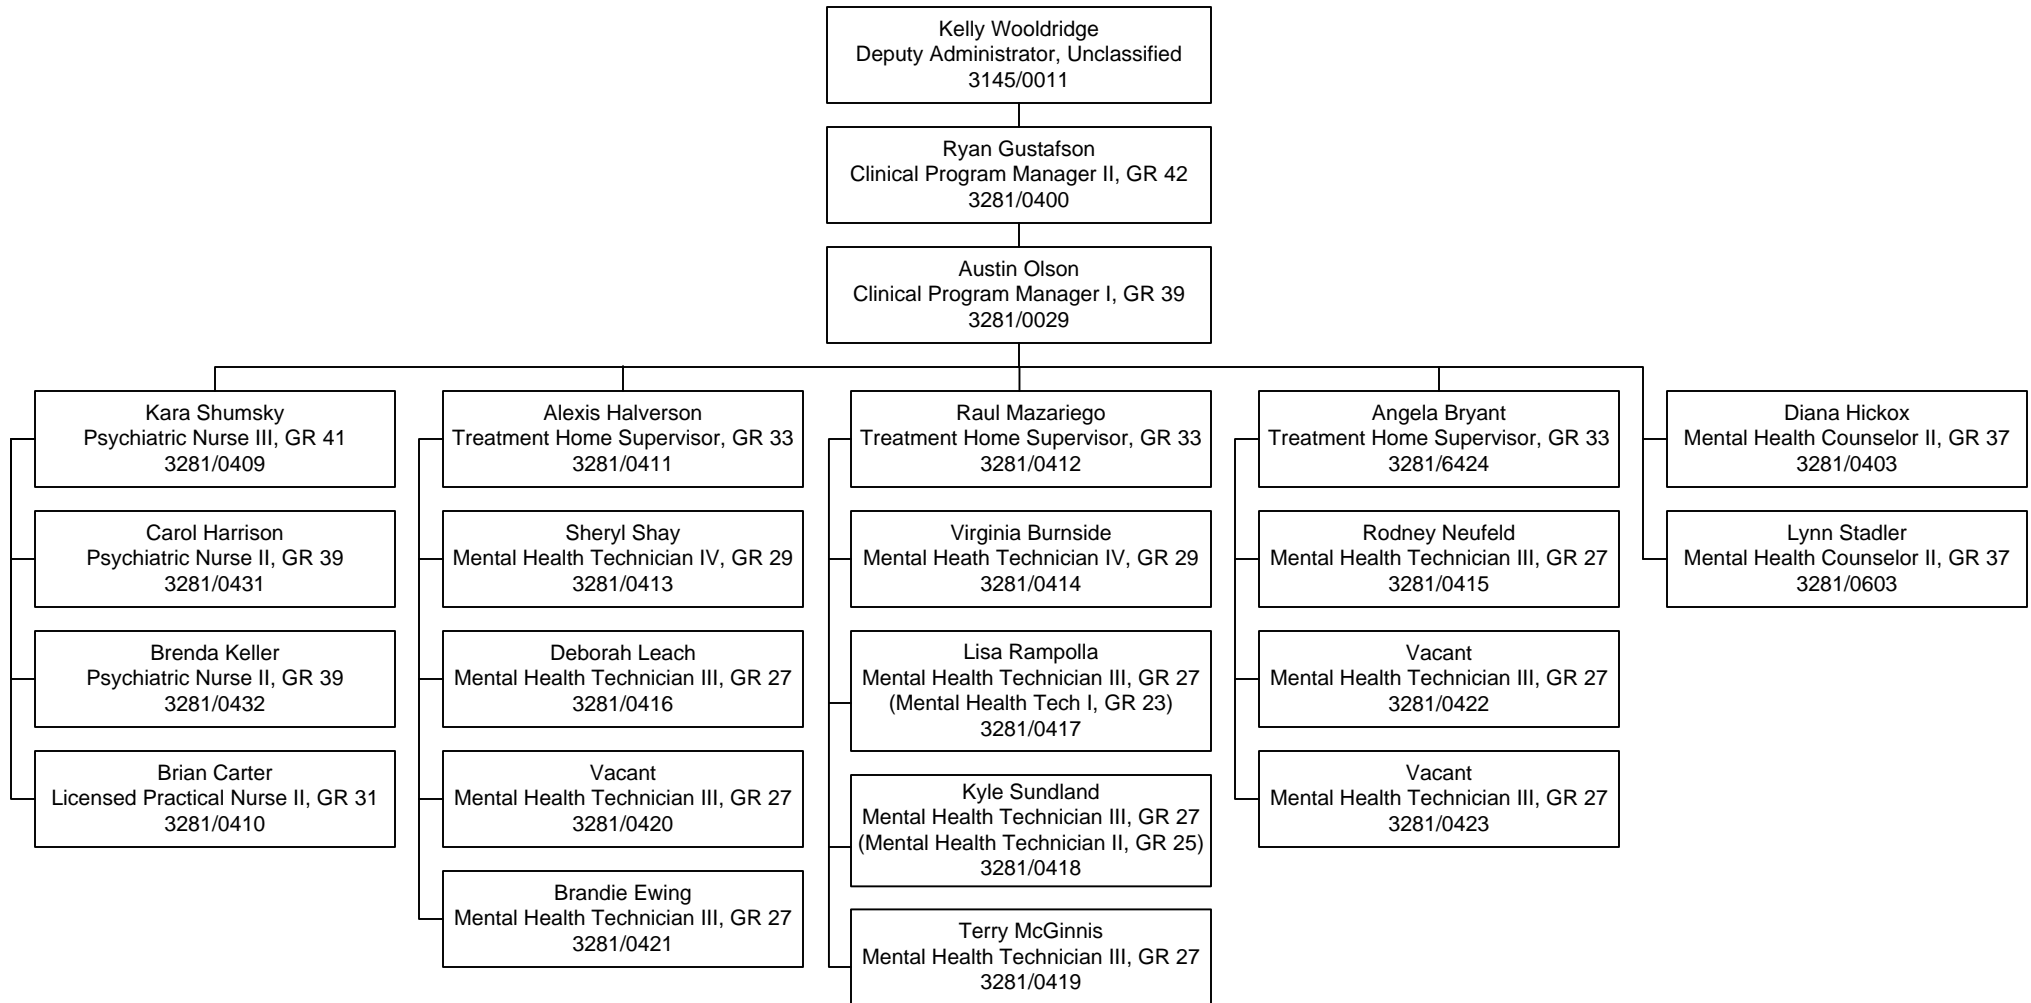 Kelly Wooldridge
Deputy Administrator, Unclassified
3145/0011
Ryan Gustafson
Clinical Program Manager II, GR 42
3281/0400
Austin Olson
Clinical Program Manager I, GR 39
3281/0029
Kara Shumsky
Psychiatric Nurse III, GR 41
3281/0409
Carol Harrison
Psychiatric Nurse II, GR 39
3281/0431
Brenda Keller
Psychiatric Nurse II, GR 39
3281/0432
Brian Carter
Licensed Practical Nurse II, GR 31
3281/0410
Alexis Halverson
Treatment Home Supervisor, GR 33
3281/0411
Sheryl Shay
Mental Health Technician IV, GR 29
3281/0413
Deborah Leach
Mental Health Technician III, GR 27
3281/0416
Vacant
Mental Health Technician III, GR 27
3281/0420
Brandie Ewing
Mental Health Technician III, GR 27
3281/0421
Raul Mazariego
Treatment Home Supervisor, GR 33
3281/0412
Virginia Burnside
Mental Heath Technician IV, GR 29
3281/0414
Lisa Rampolla
Mental Health Technician III, GR 27
(Mental Health Tech I, GR 23)
3281/0417
Kyle Sundland
Mental Health Technician III, GR 27
(Mental Health Technician II, GR 25)
3281/0418
Terry McGinnis
Mental Health Technician III, GR 27
3281/0419
Angela Bryant
Treatment Home Supervisor, GR 33
3281/6424
Rodney Neufeld
Mental Health Technician III, GR 27
3281/0415
Vacant
Mental Health Technician III, GR 27
3281/0422
Vacant
Mental Health Technician III, GR 27
3281/0423
Diana Hickox
Mental Health Counselor II, GR 37
3281/0403
Lynn Stadler
Mental Health Counselor II, GR 37
3281/0603